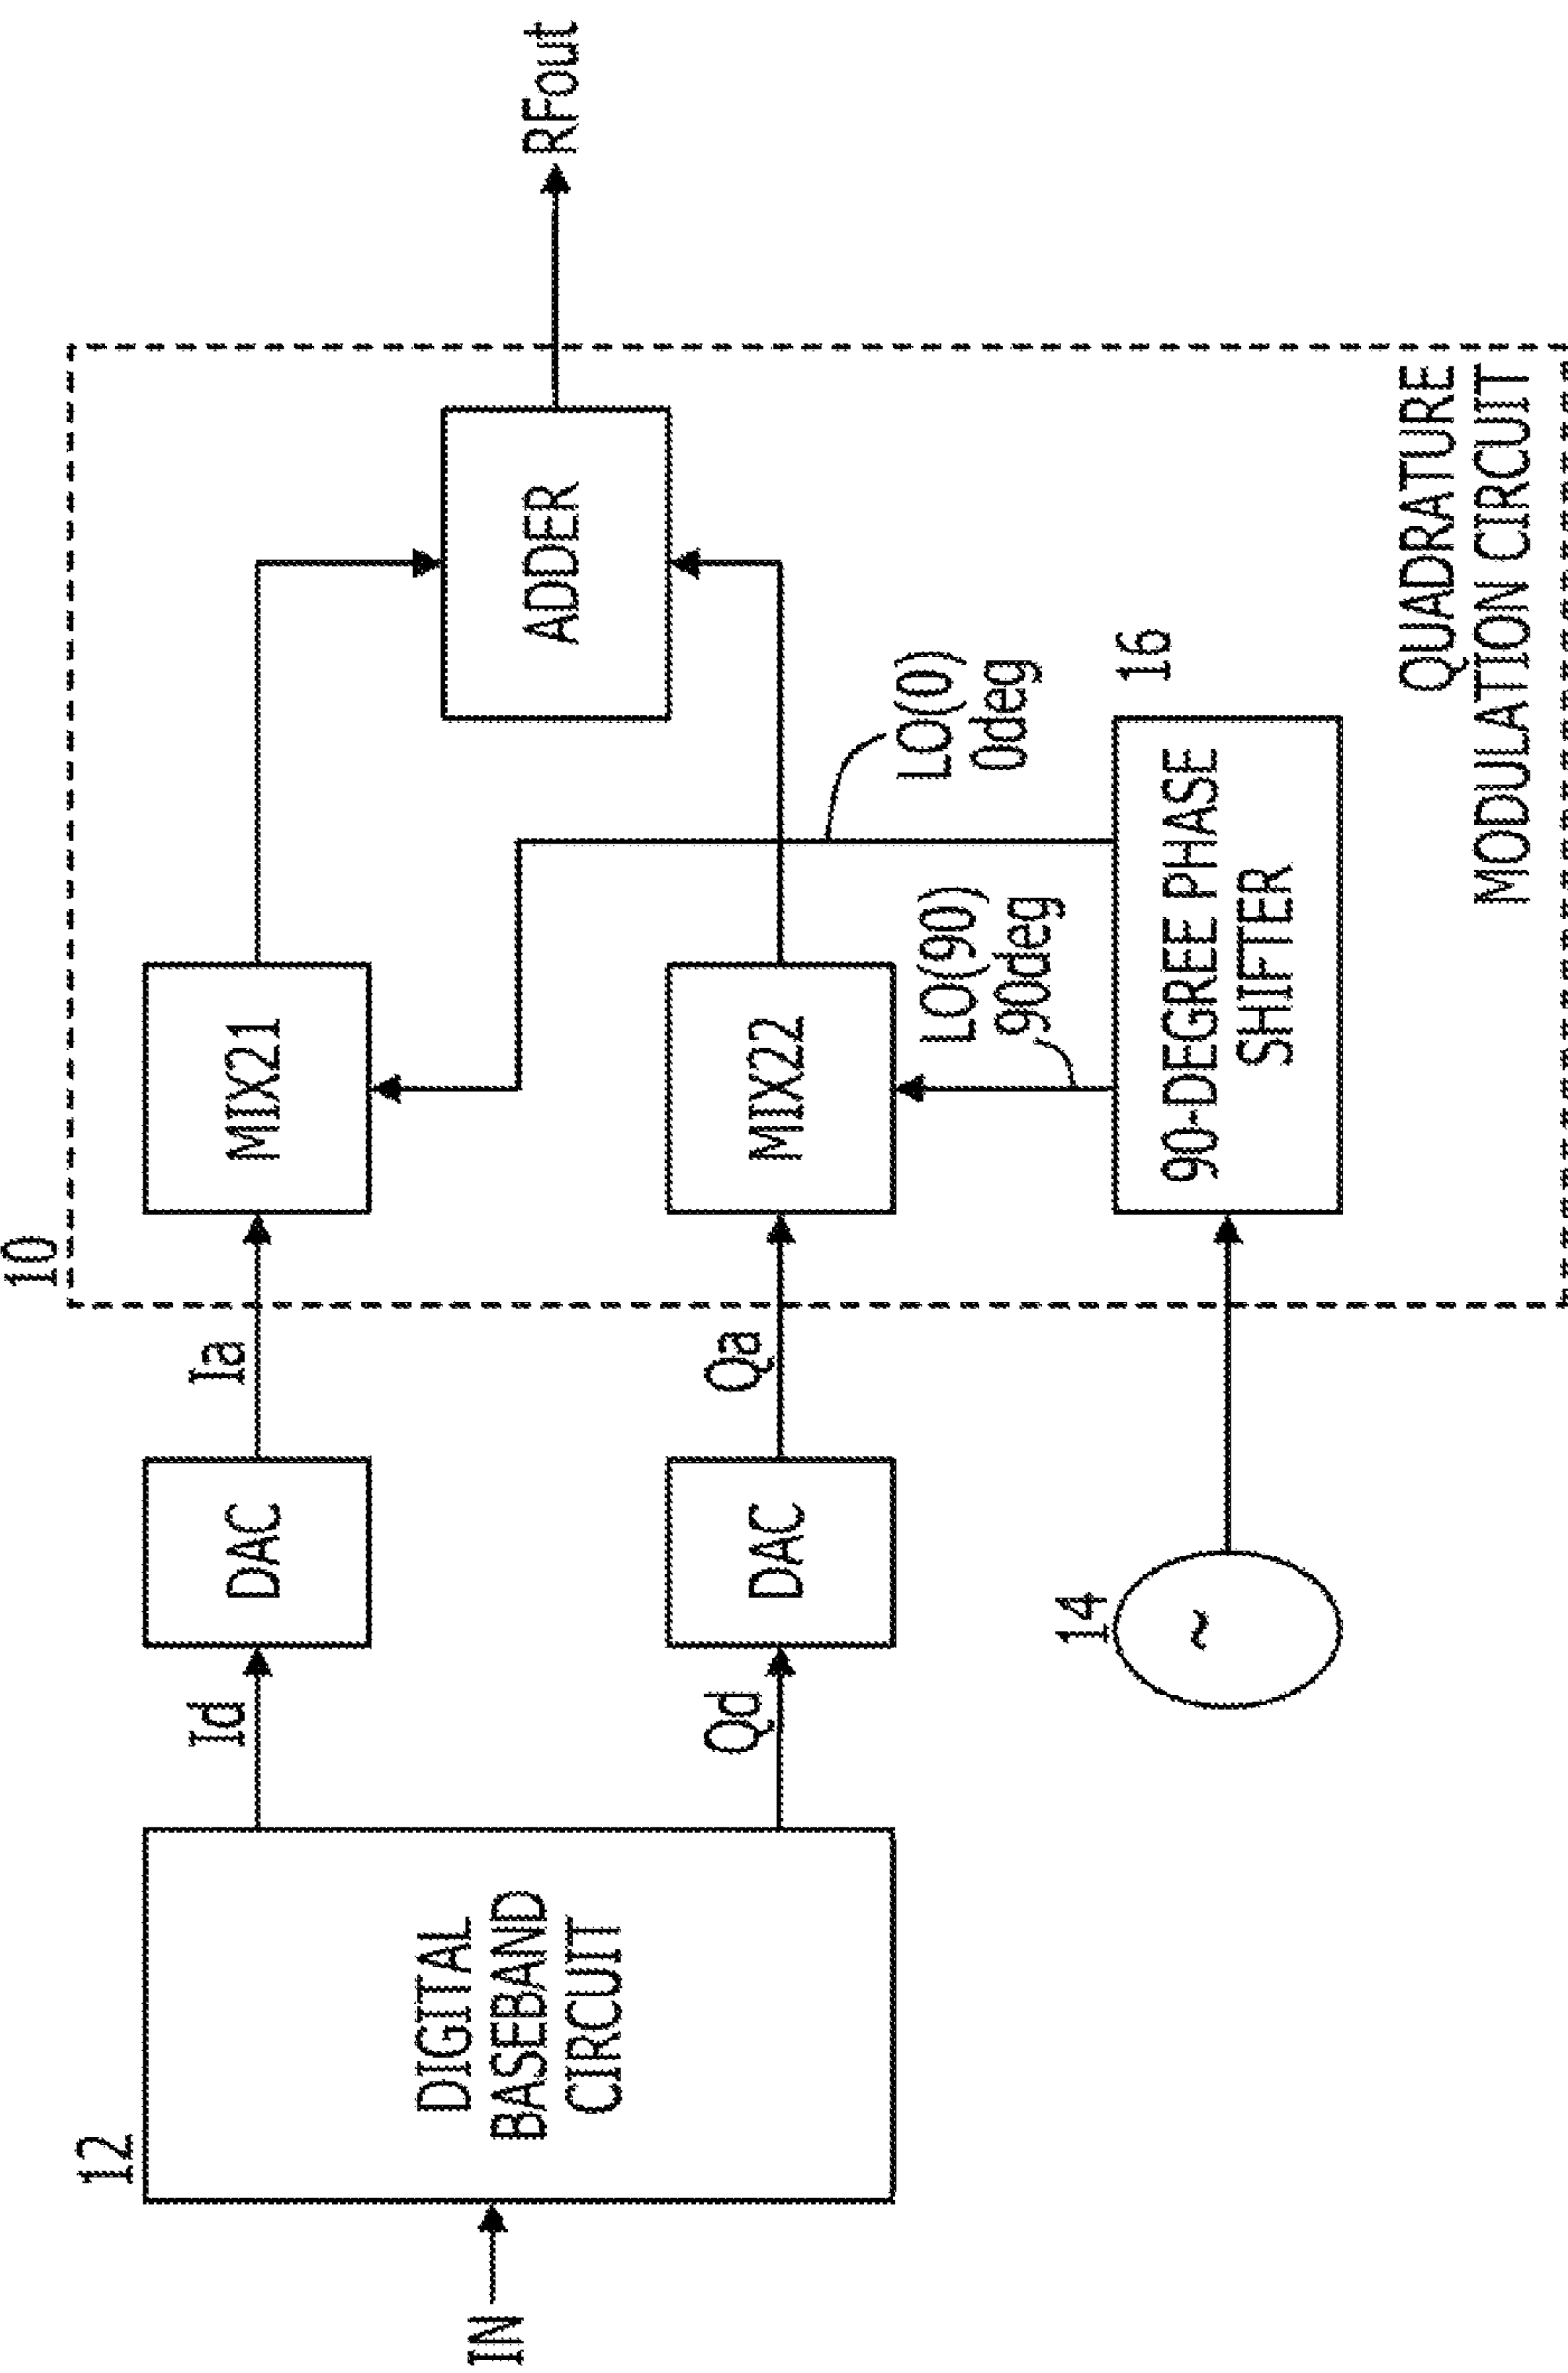 10
12
IN
DIGITAL
BASEBAND
CIRCUIT
Id
DAC
Ia
MIX21
ADDER
RFout
Qd
DAC
Qa
MIX22
LO(0)
0deg
LO(90)
90deg
14
~
16
90-DEGREE PHASE
SHIFTER
QUADRATURE
MODULATION CIRCUIT